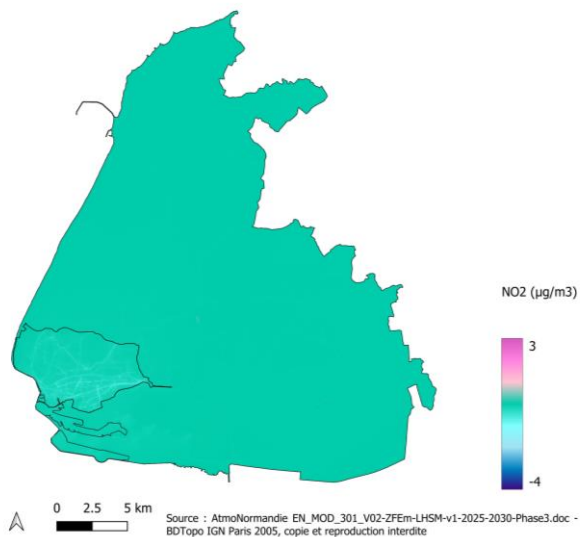 NO2 (µg/m3)
3
-4
0 2.5 5 km
Source : AtmoNormandie EN_MOD_301_V02-ZFEm-LHSM-v1-2025-2030-Phase3.doc -
BDTopo IGN Paris 2005, copie et reproduction interdite